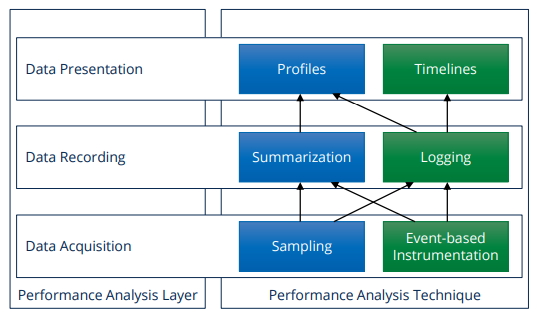 Data Presentation
Profiles
Timelines
Data Recording
Summarization
Logging
Data Acquisition
Sampling
Event-based
Instrumentation
Performance Analysis Layer
Performance Analysis Technique